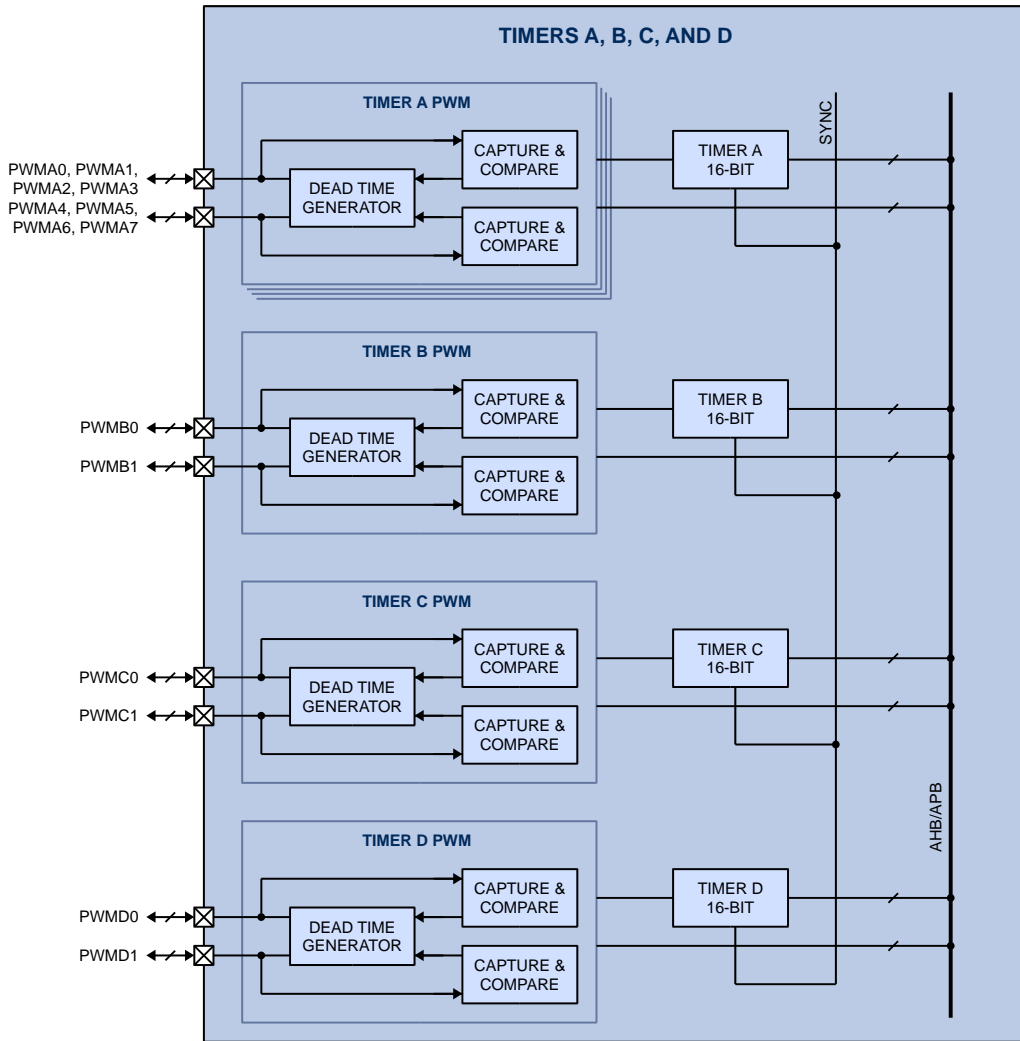 TIMERS A, B, C, AND D
TIMER A PWM
SYNC
CAPTURE &
COMPARE
TIMER A
16-BIT
PWMA0, PWMA1,
PWMA2, PWMA3
DEAD TIME
GENERATOR
PWMA4, PWMA5,
PWMA6, PWMA7
CAPTURE &
COMPARE
TIMER B PWM
CAPTURE &
COMPARE
TIMER B
16-BIT
PWMB0
DEAD TIME
GENERATOR
PWMB1
CAPTURE &
COMPARE
TIMER C PWM
CAPTURE &
COMPARE
TIMER C
16-BIT
PWMC0
DEAD TIME
GENERATOR
PWMC1
CAPTURE &
COMPARE
AHB/APB
TIMER D PWM
CAPTURE &
COMPARE
TIMER D
16-BIT
PWMD0
DEAD TIME
GENERATOR
PWMD1
CAPTURE &
COMPARE